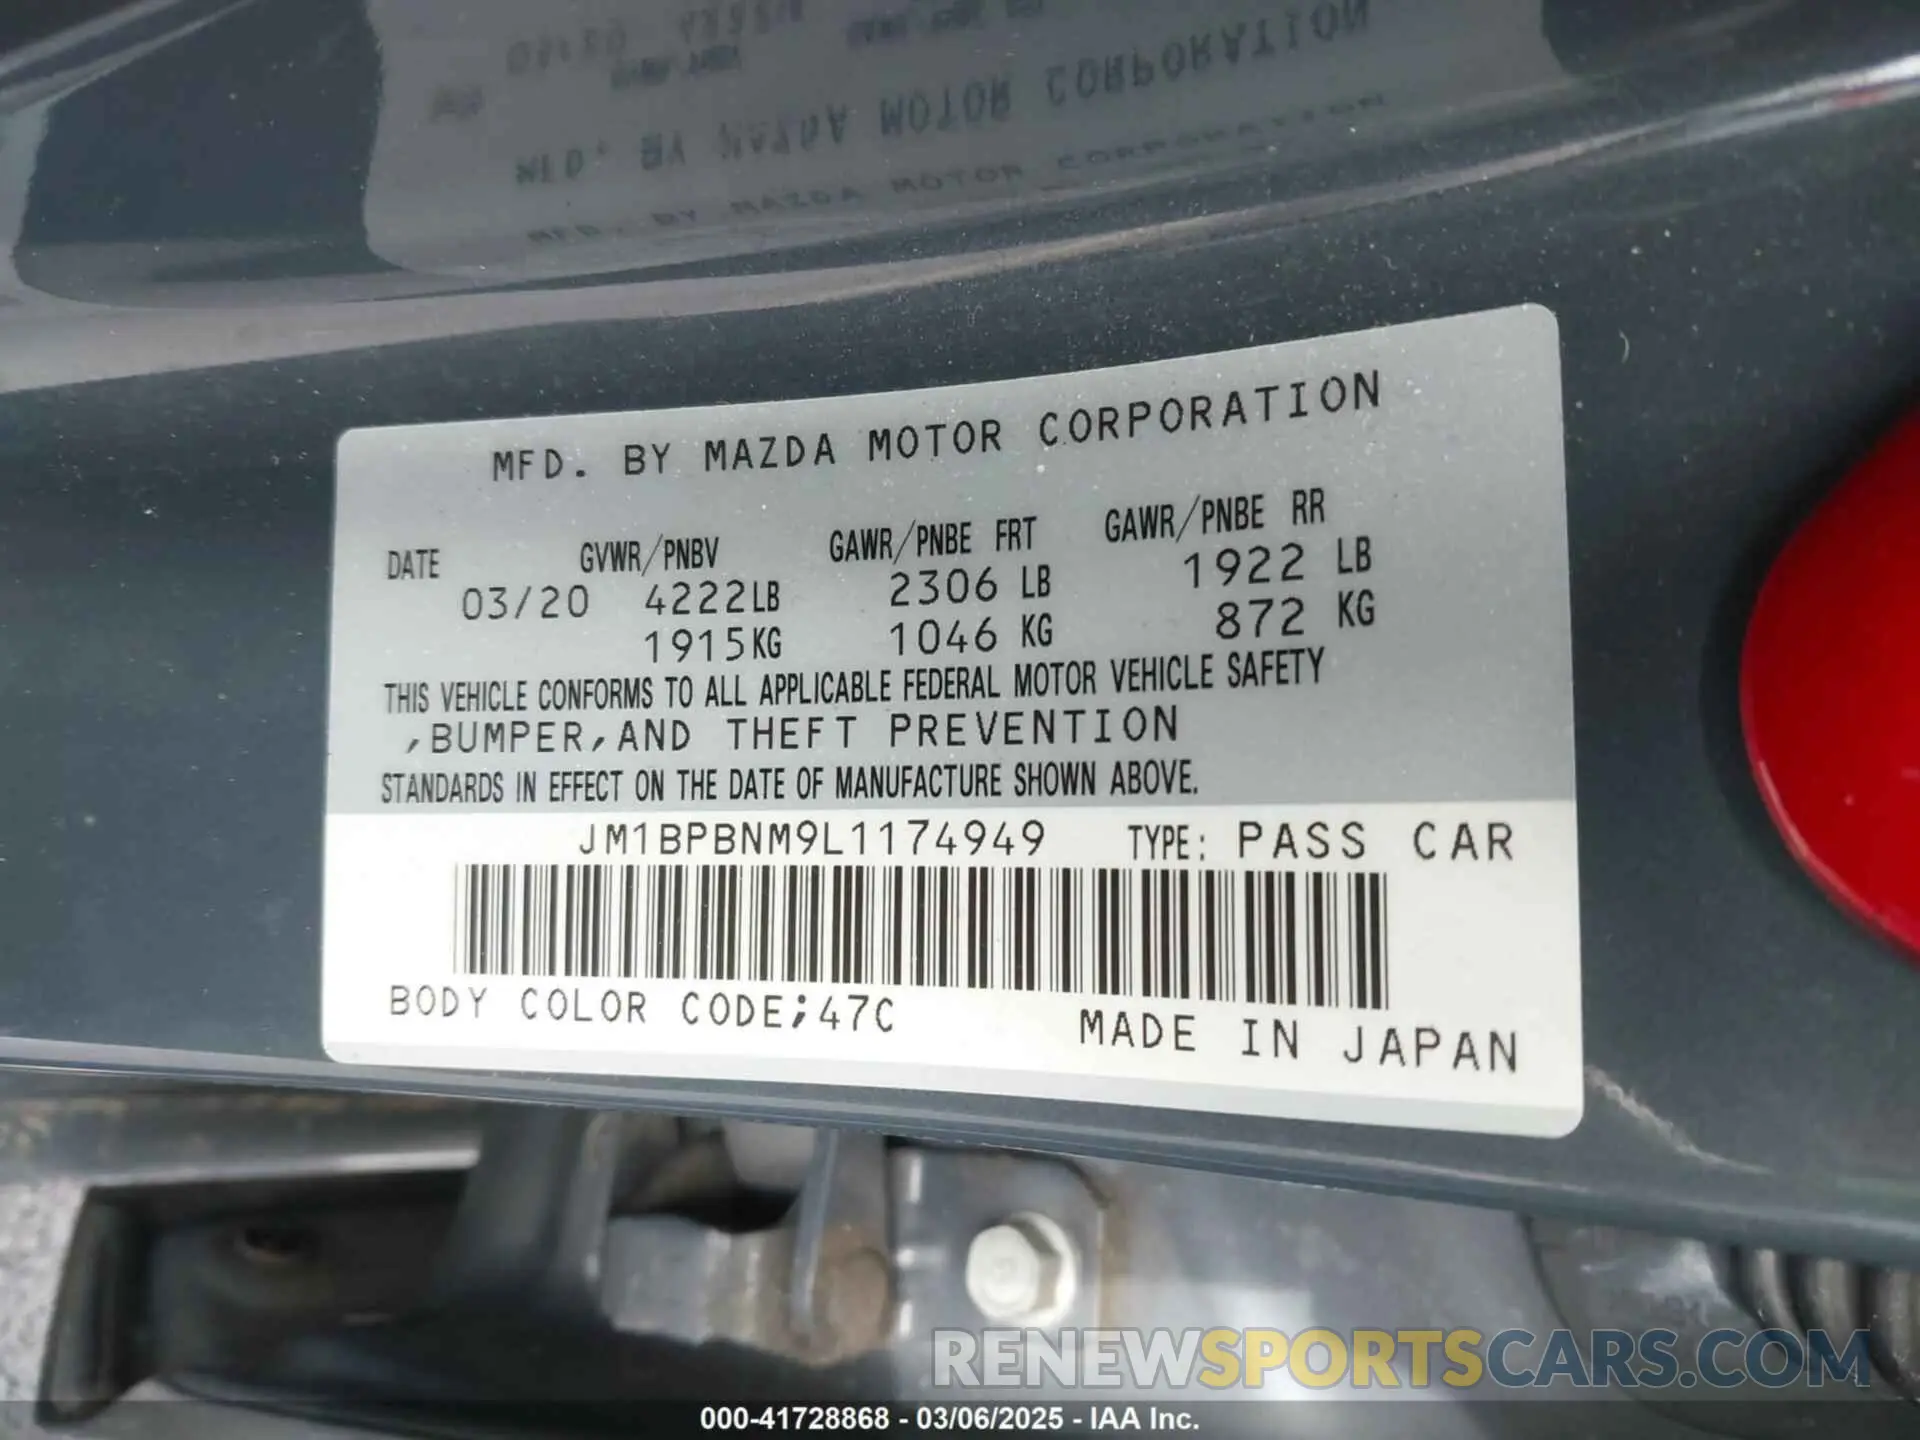 MFD. BY MAZDA MOTOR CORPORATION
DATE GVWR/PNBV GAWR/PNBE FRT GAWR/PNBE RR
03/20 4222LB 2306 LB 1922 LB
1915KG 1046 KG 872 KG
THIS VEHICLE CONFORMS TO ALL APPLICABLE FEDERAL MOTOR VEHICLE SAFETY
,BUMPER,AND THEFT PREVENTION
STANDARDS IN EFFECT ON THE DATE OF MANUFACTURE SHOWN ABOVE.
JM1BPBNM9L1174949 TYPE: PASS CAR
BODY COLOR CODE;47C
MADE IN JAPAN
RENEWSPORTSCARS.COM
000-41728868 - 03/06/2025 - IAA Inc.